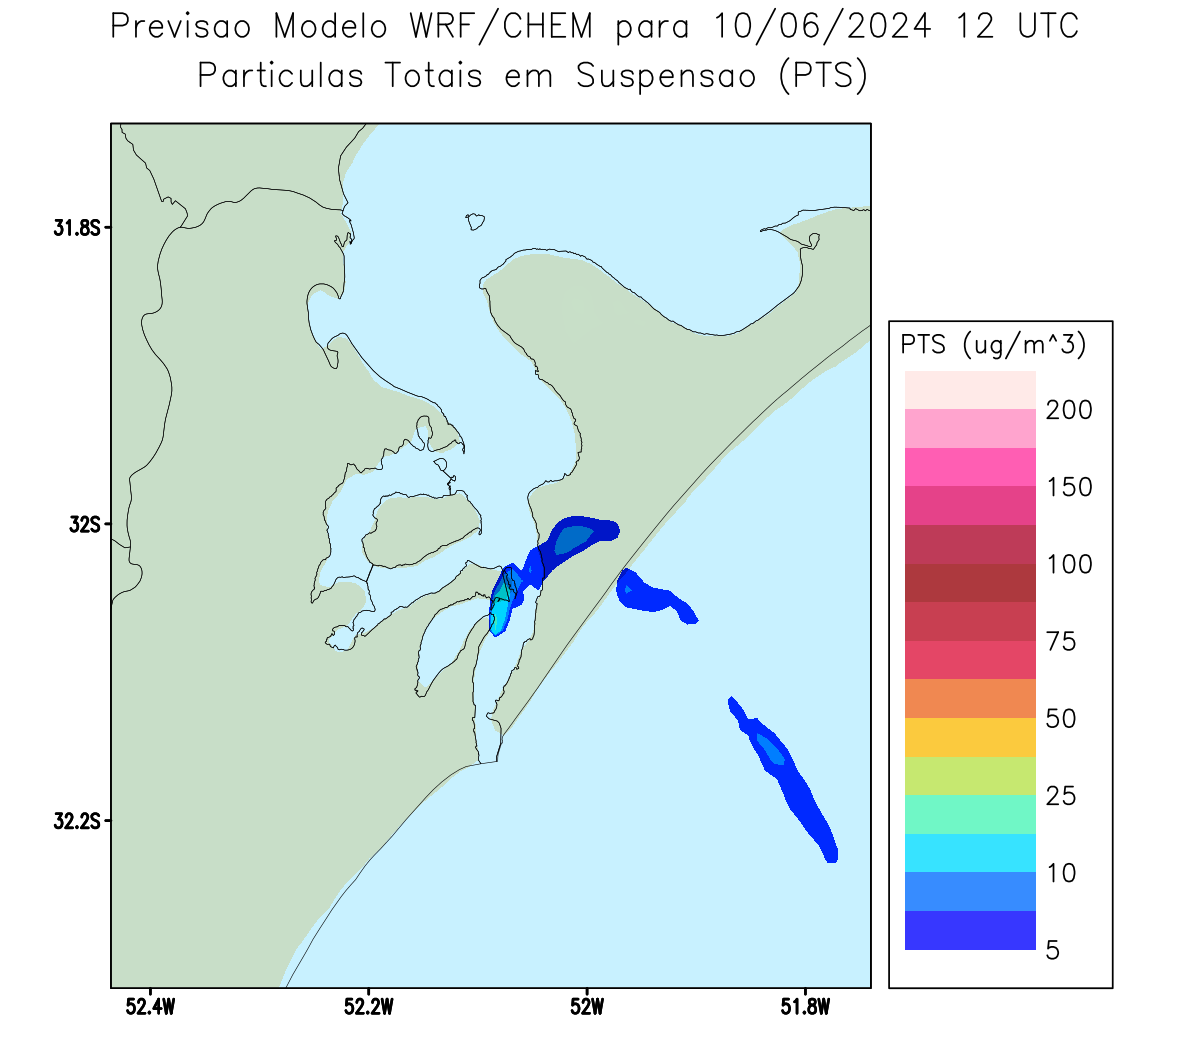 Previsao Modelo WRF/CHEM para 10/06/2024 12 UTC
Particulas Totais em Suspensao (PTS)
31.8S
32S
32.2S
52.4W
52.2W
52W
51.8W
PTS (ug/m^3)
200
150
100
75
50
25
10
5